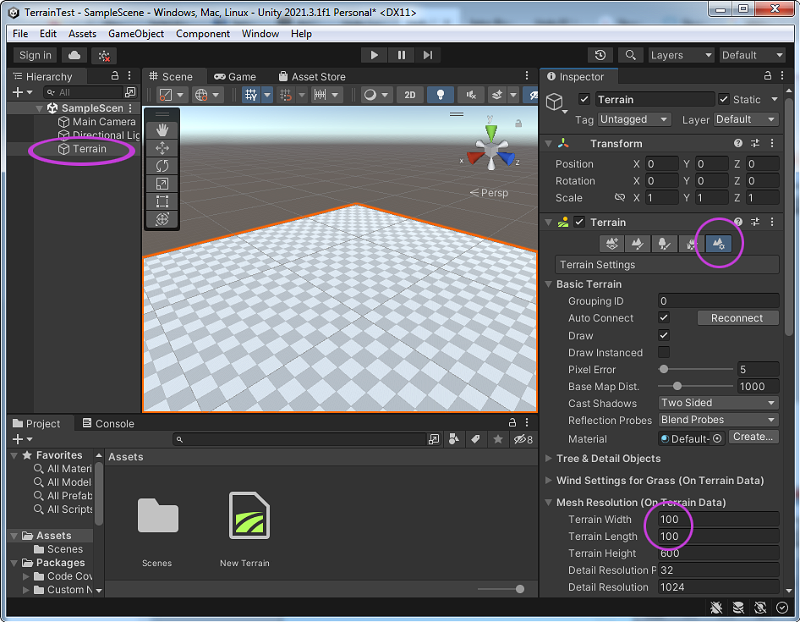 TerrainTest - SampleScene - Windows, Mac, Linux - Unity 2021.3.1f1 Personal* <DX11>
File Edit Assets GameObject Component Window Help
Sign in
Layers
Default
Hierarchy
All
SampleScen
Main Camera
Directional Lig
Terrain
Scene
Game
Asset Store
2D
y
x
z
Persp
Inspector
Terrain
Static
Tag Untagged Layer Default
Transform
Position X 0 Y 0 Z 0
Rotation X 0 Y 0 Z 0
Scale X 1 Y 1 Z 1
Terrain
Terrain Settings
Basic Terrain
Grouping ID 0
Auto Connect Reconnect
Draw
Draw Instanced
Pixel Error 5
Base Map Dist. 1000
Cast Shadows Two Sided
Reflection Probes Blend Probes
Material Default- Create...
Tree & Detail Objects
Wind Settings for Grass (On Terrain Data)
Mesh Resolution (On Terrain Data)
Terrain Width 100
Terrain Length 100
Terrain Height 600
Detail Resolution P 32
Detail Resolution 1024
Project
Console
8
Favorites
All Materi
All Model
All Prefab
All Scripts
Assets
Scenes
Packages
Code Cov
Custom N
Assets
Scenes
New Terrain